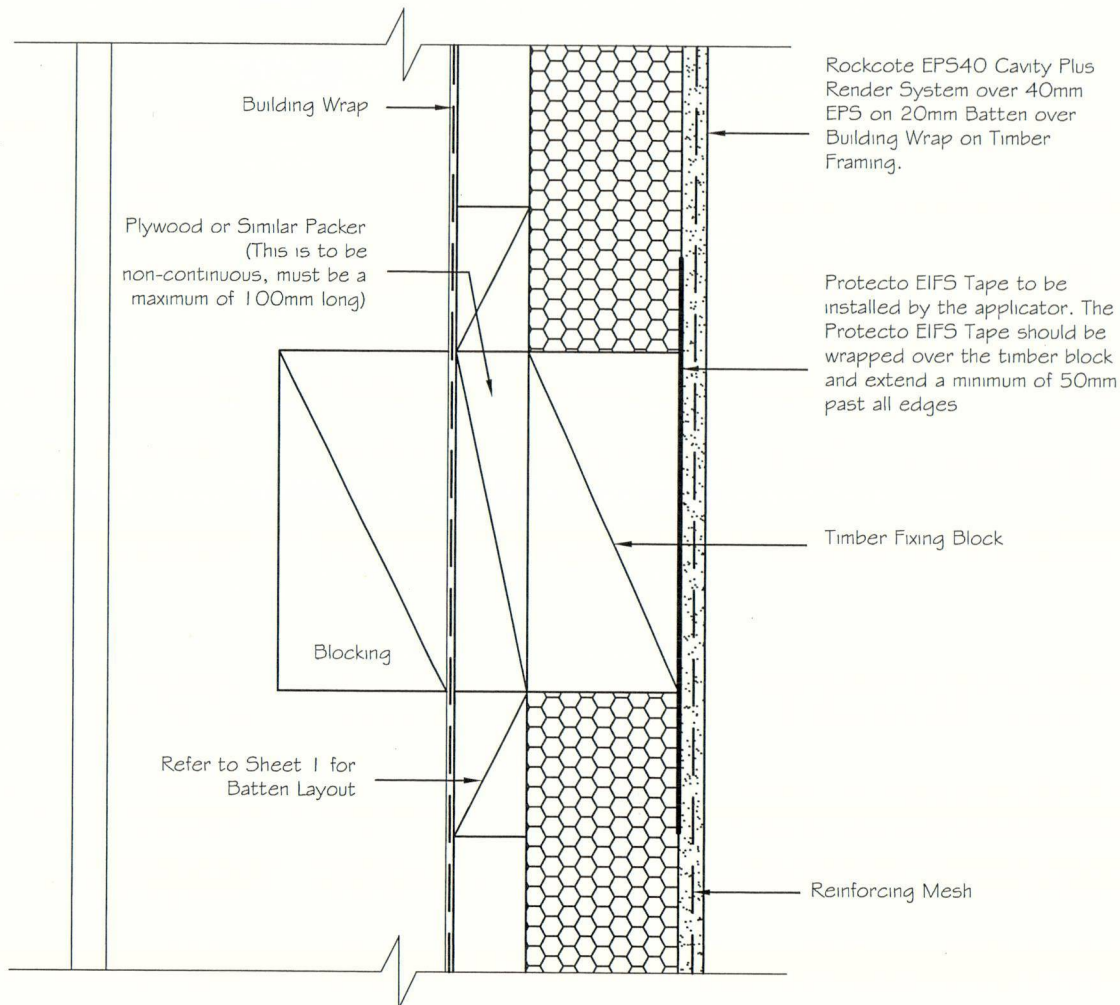 Building Wrap
Plywood or Similar Packer
(This is to be
non-continuous, must be a
maximum of 100mm long)
Blocking
Refer to Sheet 1 for
Batten Layout
Rockcote EPS40 Cavity Plus
Render System over 40mm
EPS on 20mm Batten over
Building Wrap on Timber
Framing.
Protecto EIFS Tape to be
installed by the applicator. The
Protecto EIFS Tape should be
wrapped over the timber block
and extend a minimum of 50mm
past all edges
Timber Fixing Block
Reinforcing Mesh